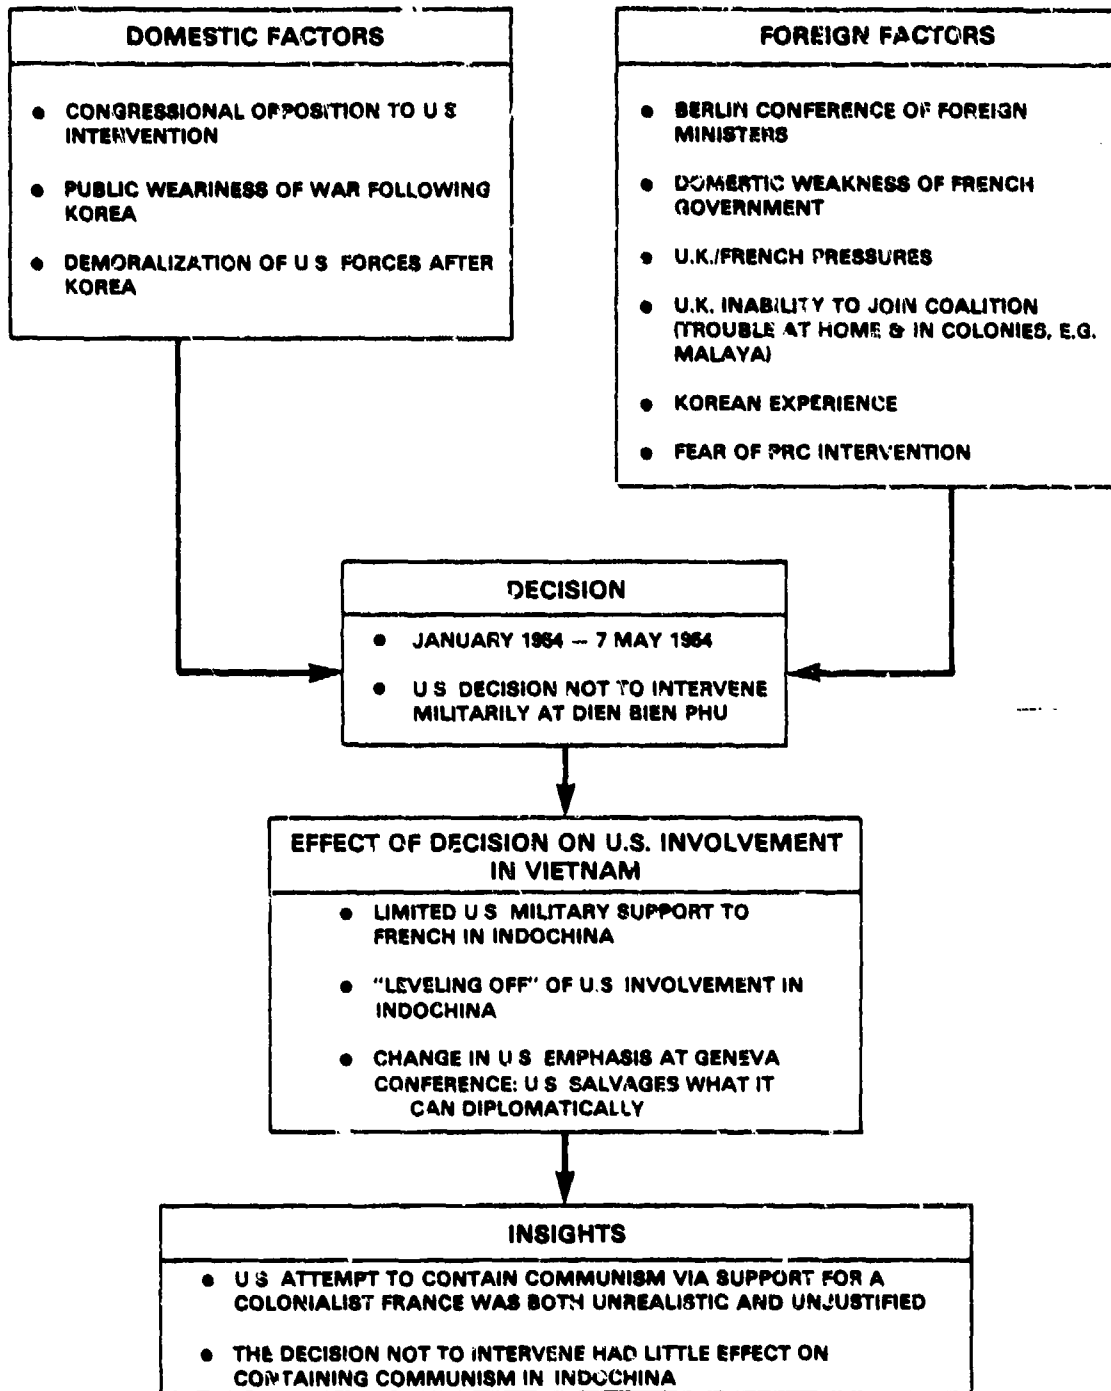 DOMESTIC FACTORS
● CONGRESSIONAL OPPOSITION TO U S
INTERVENTION
● PUBLIC WEARINESS OF WAR FOLLOWING
KOREA
● DEMORALIZATION OF U S FORCES AFTER
KOREA
FOREIGN FACTORS
● BERLIN CONFERENCE OF FOREIGN
MINISTERS
● DOMESTIC WEAKNESS OF FRENCH
GOVERNMENT
● U.K./FRENCH PRESSURES
● U.K. INABILITY TO JOIN COALITION
(TROUBLE AT HOME & IN COLONIES, E.G.
MALAYA)
● KOREAN EXPERIENCE
● FEAR OF PRC INTERVENTION
DECISION
● JANUARY 1954 — 7 MAY 1954
● U S DECISION NOT TO INTERVENE
MILITARILY AT DIEN BIEN PHU
EFFECT OF DECISION ON U.S. INVOLVEMENT
IN VIETNAM
● LIMITED U S MILITARY SUPPORT TO
FRENCH IN INDOCHINA
● "LEVELING OFF" OF U.S INVOLVEMENT IN
INDOCHINA
● CHANGE IN U S EMPHASIS AT GENEVA
CONFERENCE: U S SALVAGES WHAT IT
CAN DIPLOMATICALLY
INSIGHTS
● U S ATTEMPT TO CONTAIN COMMUNISM VIA SUPPORT FOR A
COLONIALIST FRANCE WAS BOTH UNREALISTIC AND UNJUSTIFIED
● THE DECISION NOT TO INTERVENE HAD LITTLE EFFECT ON
CONTAINING COMMUNISM IN INDOCHINA